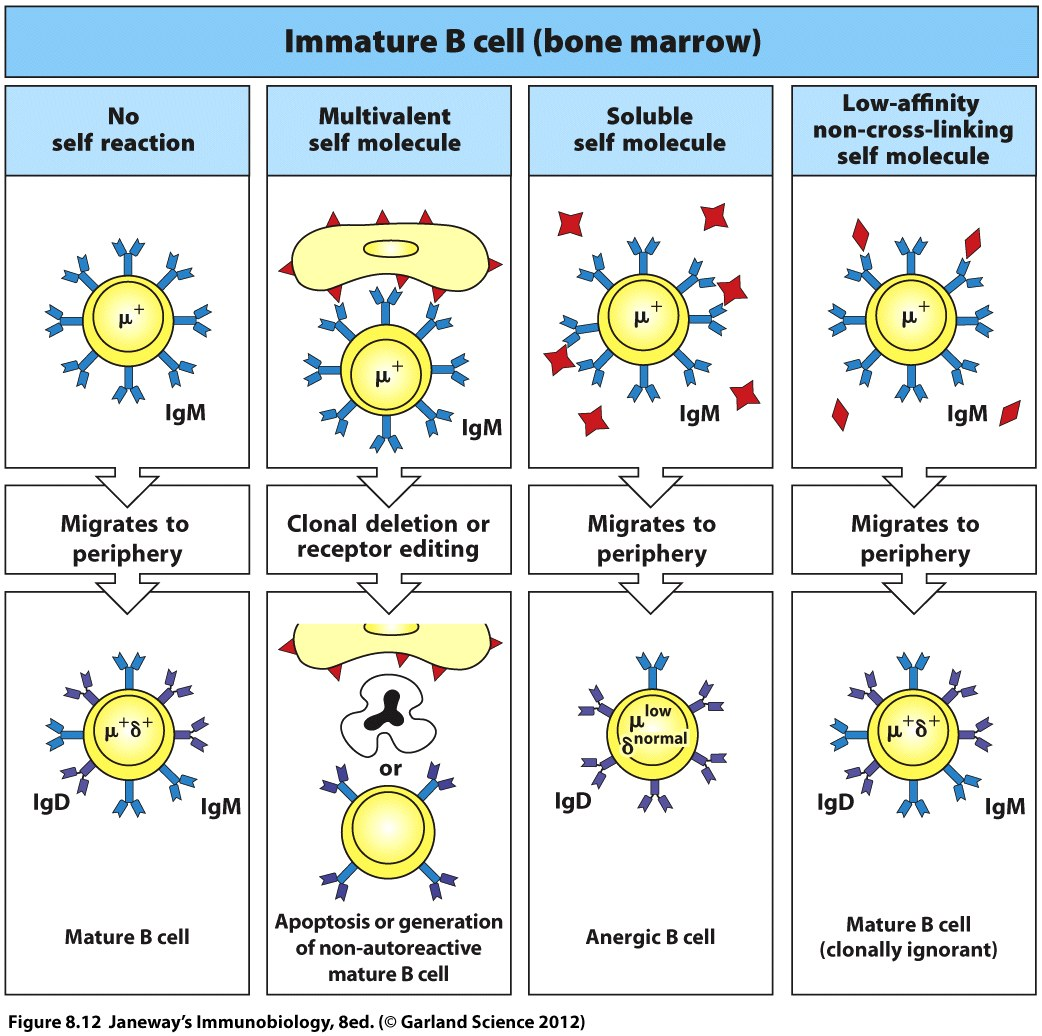 Immature B cell (bone marrow)
No
self reaction
μ+
IgM
Migrates to
periphery
μ+δ+
IgD
IgM
Mature B cell
Multivalent
self molecule
μ+
IgM
Clonal deletion or
receptor editing
or
Apoptosis or generation
of non-autoreactive
mature B cell
Soluble
self molecule
μ+
IgM
Migrates to
periphery
μlow
δnormal
IgD
Anergic B cell
Low-affinity
non-cross-linking
self molecule
μ+
IgM
Migrates to
periphery
μ+δ+
IgD
IgM
Mature B cell
(clonally ignorant)
Figure 8.12 Janeway’s Immunobiology, 8ed. (© Garland Science 2012)